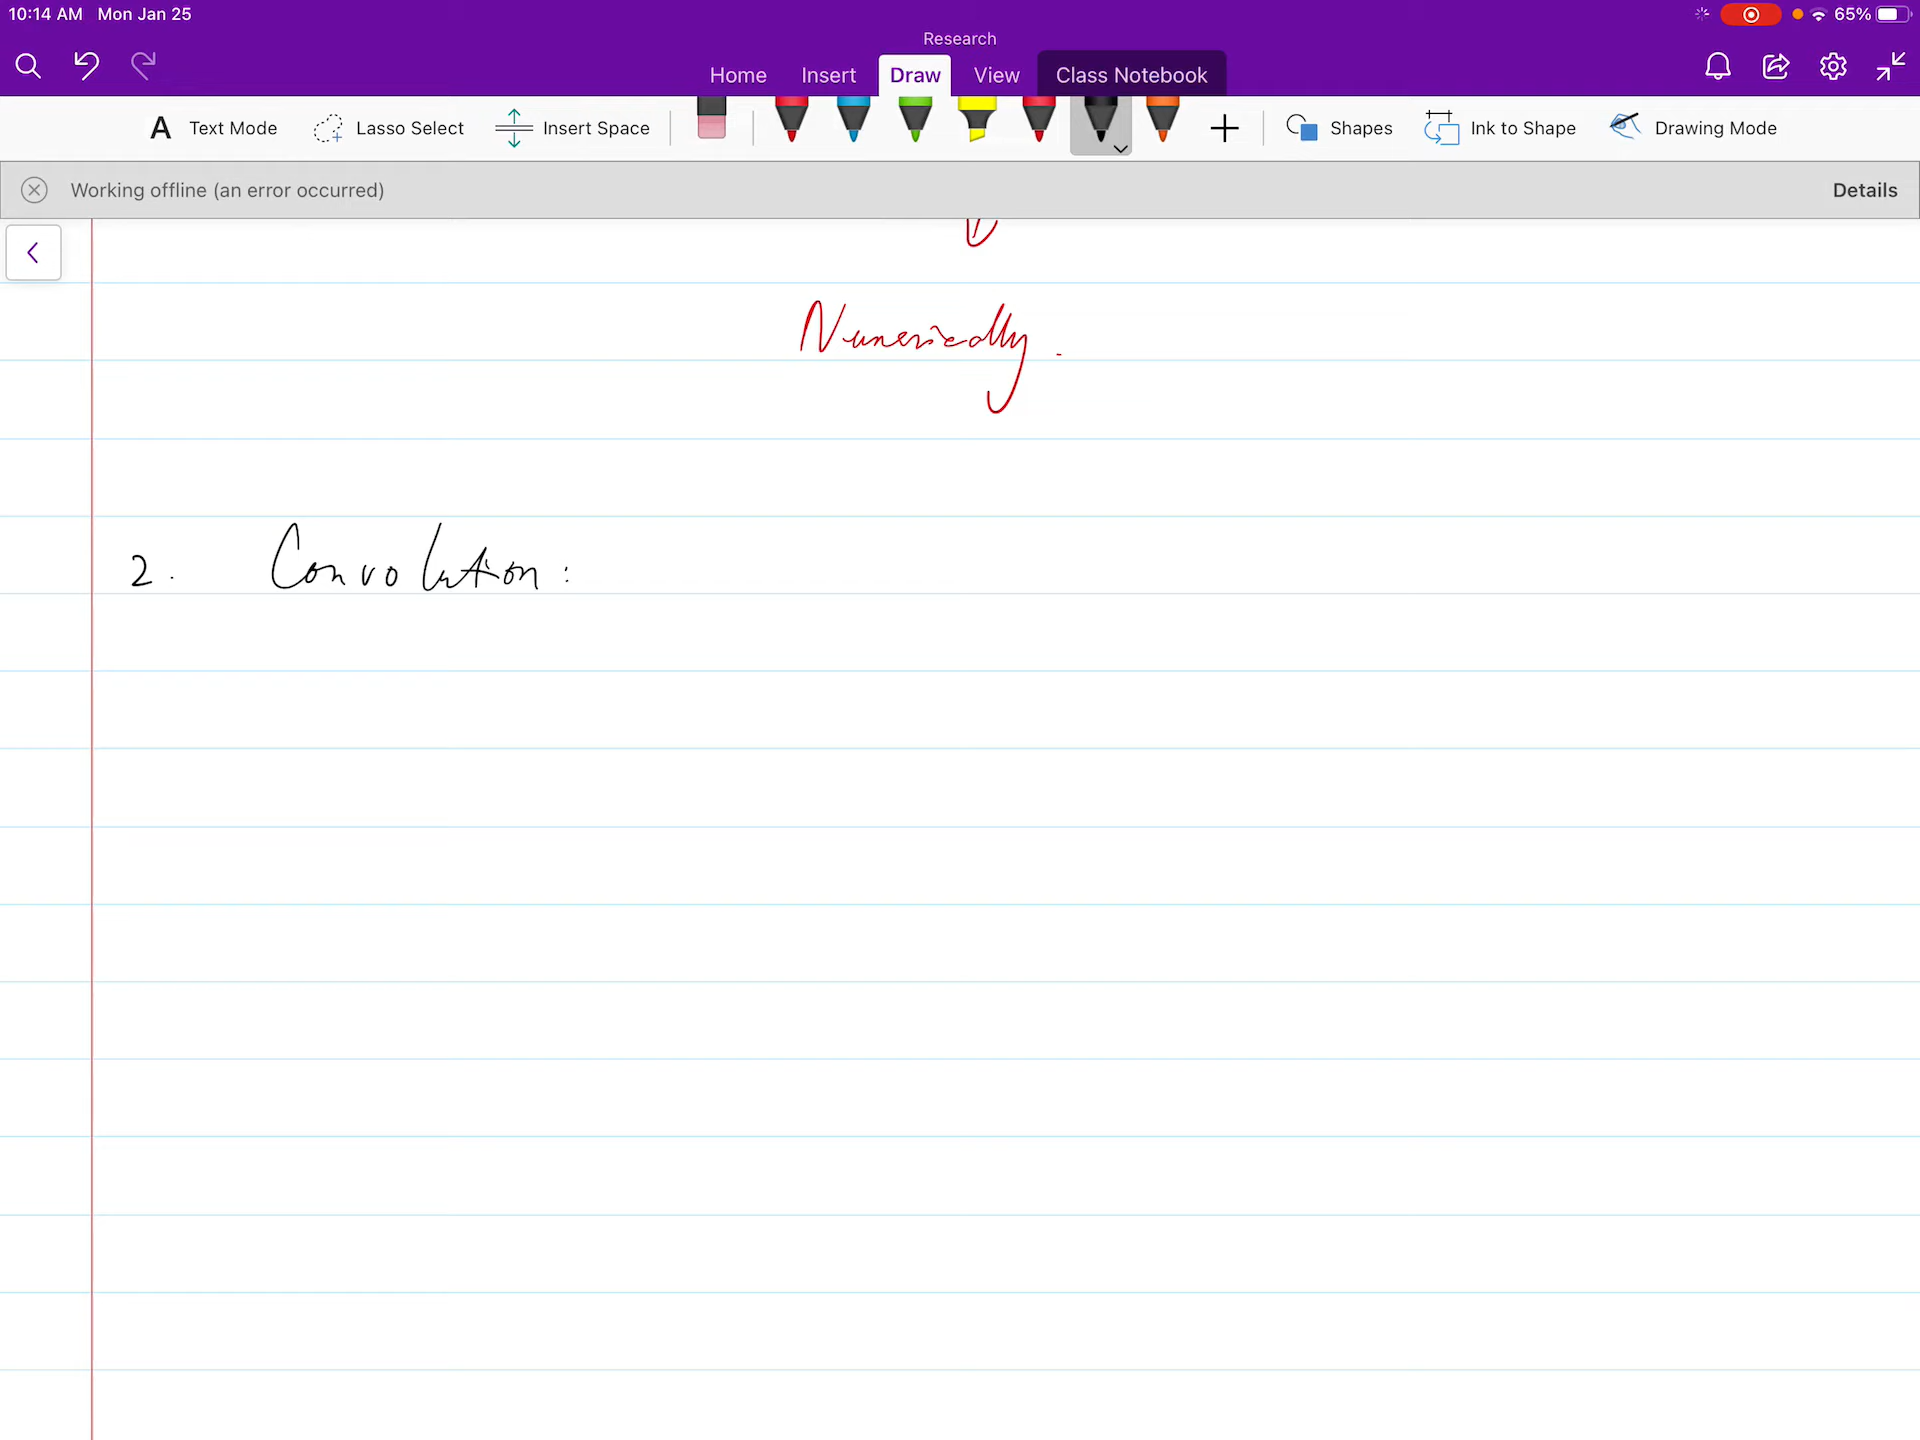 10:14 AM Mon Jan 25
65%
Research
Home Insert Draw View Class Notebook
A Text Mode Lasso Select Insert Space Shapes Ink to Shape Drawing Mode
Working offline (an error occurred) Details
Numerically.
2. Convolution: